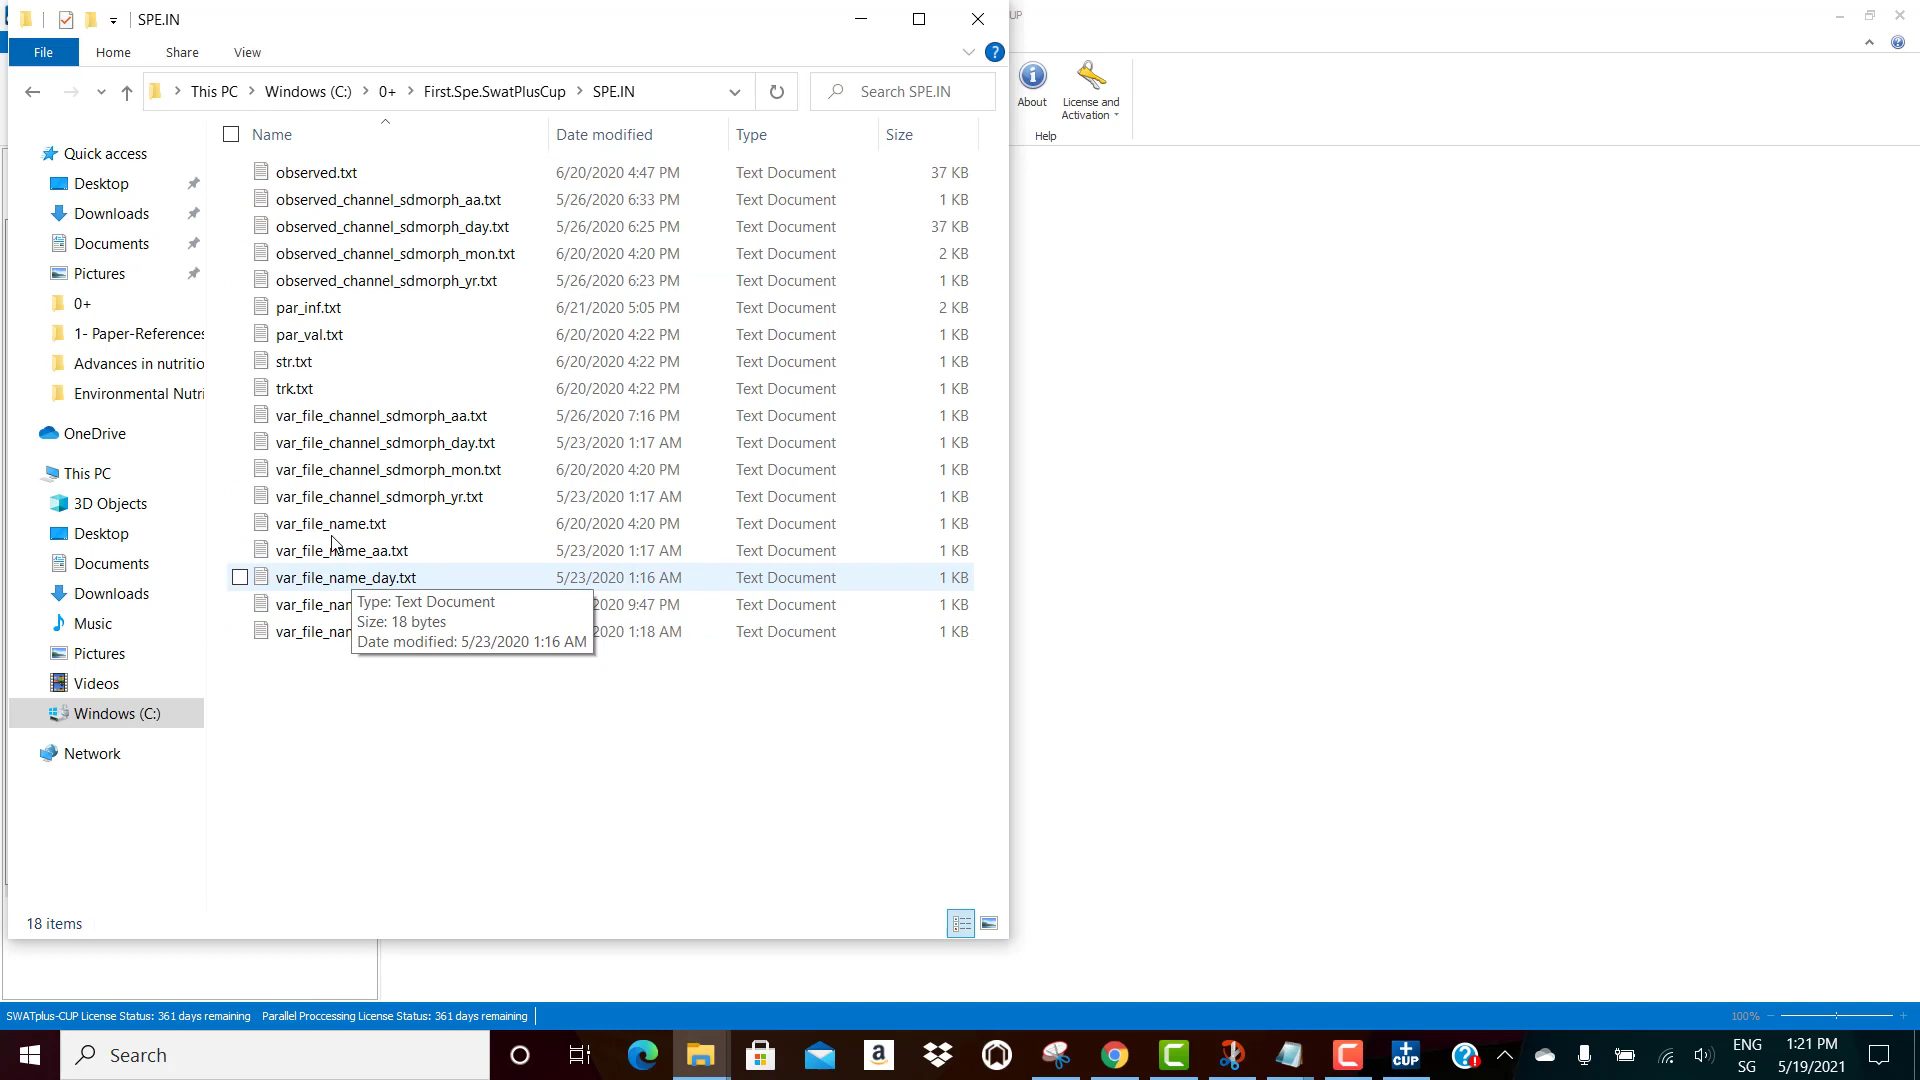 SPE.IN
UP
File Home Share View
This PC Windows (C:) 0+ First.Spe.SwatPlusCup SPE.IN
Search SPE.IN
About
License and
Activation
Help
Name Date modified Type Size
Quick access
Desktop
Downloads
Documents
Pictures
0+
1- Paper-References
Advances in nutritio
Environmental Nutri
OneDrive
This PC
3D Objects
Desktop
Documents
Downloads
Music
Pictures
Videos
Windows (C:)
Network
observed.txt 6/20/2020 4:47 PM Text Document 37 KB
observed_channel_sdmorph_aa.txt 5/26/2020 6:33 PM Text Document 1 KB
observed_channel_sdmorph_day.txt 5/26/2020 6:25 PM Text Document 37 KB
observed_channel_sdmorph_mon.txt 6/20/2020 4:20 PM Text Document 2 KB
observed_channel_sdmorph_yr.txt 5/26/2020 6:23 PM Text Document 1 KB
par_inf.txt 6/21/2020 5:05 PM Text Document 2 KB
par_val.txt 6/20/2020 4:22 PM Text Document 1 KB
str.txt 6/20/2020 4:22 PM Text Document 1 KB
trk.txt 6/20/2020 4:22 PM Text Document 1 KB
var_file_channel_sdmorph_aa.txt 5/26/2020 7:16 PM Text Document 1 KB
var_file_channel_sdmorph_day.txt 5/23/2020 1:17 AM Text Document 1 KB
var_file_channel_sdmorph_mon.txt 6/20/2020 4:20 PM Text Document 1 KB
var_file_channel_sdmorph_yr.txt 5/23/2020 1:17 AM Text Document 1 KB
var_file_name.txt 6/20/2020 4:20 PM Text Document 1 KB
var_file_name_aa.txt 5/23/2020 1:17 AM Text Document 1 KB
var_file_name_day.txt 5/23/2020 1:16 AM Text Document 1 KB
var_file_nar 2020 9:47 PM Text Document 1 KB
var_file_nar 2020 1:18 AM Text Document 1 KB
Type: Text Document
Size: 18 bytes
Date modified: 5/23/2020 1:16 AM
18 items
SWATplus-CUP License Status: 361 days remaining Parallel Proccessing License Status: 361 days remaining
100%
Search
CUP
ENG
SG
1:21 PM
5/19/2021